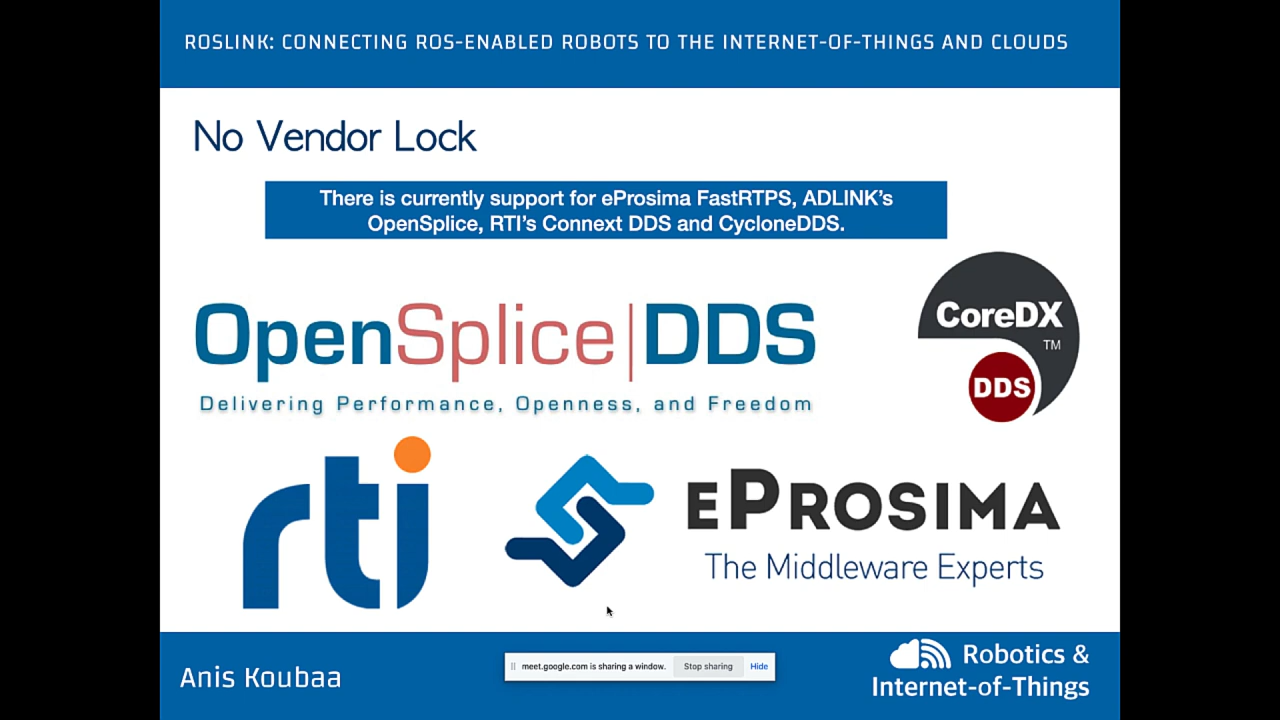 ROSLINK: CONNECTING ROS-ENABLED ROBOTS TO THE INTERNET-OF-THINGS AND CLOUDS
No Vendor Lock
There is currently support for eProsima FastRTPS, ADLINK's
OpenSplice, RTI's Connext DDS and CycloneDDS.
OpenSplice|DDS
Delivering Performance, Openness, and Freedom
CoreDX
TM
DDS
rti
EPROSIMA
The Middleware Experts
Anis Koubaa
meet.google.com is sharing a window. Stop sharing Hide
Robotics &
Internet-of-Things